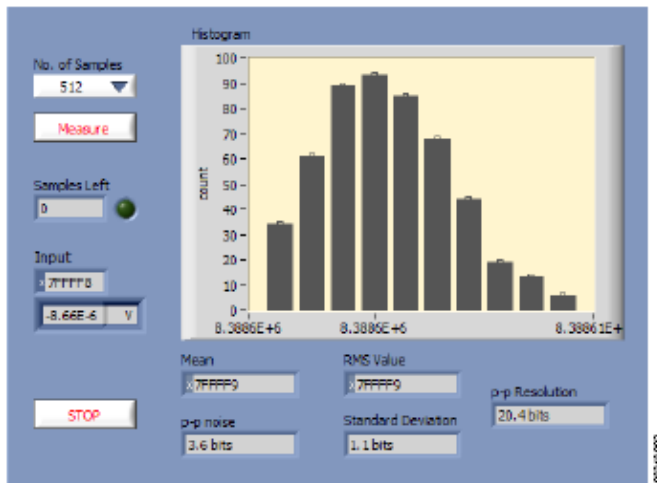 Histogram
No. of Samples
512
Measure
Samples Left
0
Input
x 7FFFF8
-8.66E-6 V
STOP
count
100
90
80
70
60
50
40
30
20
10
0
8.3886E+6
8.3886E+6
8.38861E+
Mean
x 7FFFF9
RMS Value
x 7FFFF9
p-p Resolution
20.4 bits
p-p noise
3.6 bits
Standard Deviation
1.1 bits